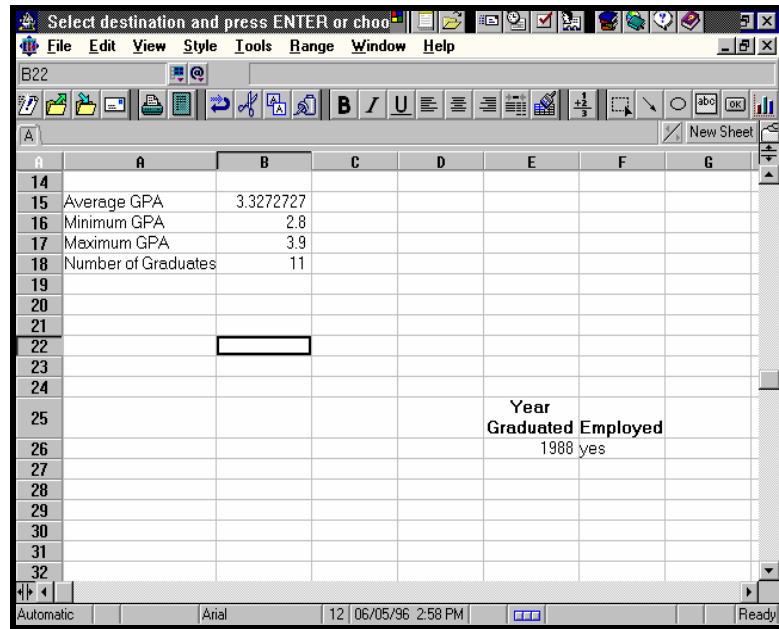 Select destination and press ENTER or choo
File Edit View Style Tools Range Window Help
B22
B I U abc OK
A New Sheet
A A B C D E F G
14
15 Average GPA 3.3272727
16 Minimum GPA 2.8
17 Maximum GPA 3.9
18 Number of Graduates 11
19
20
21
22
23
24
Year
25 Graduated Employed
26 1988 yes
27
28
29
30
31
32
Automatic Arial 12 06/05/96 2:58 PM Ready